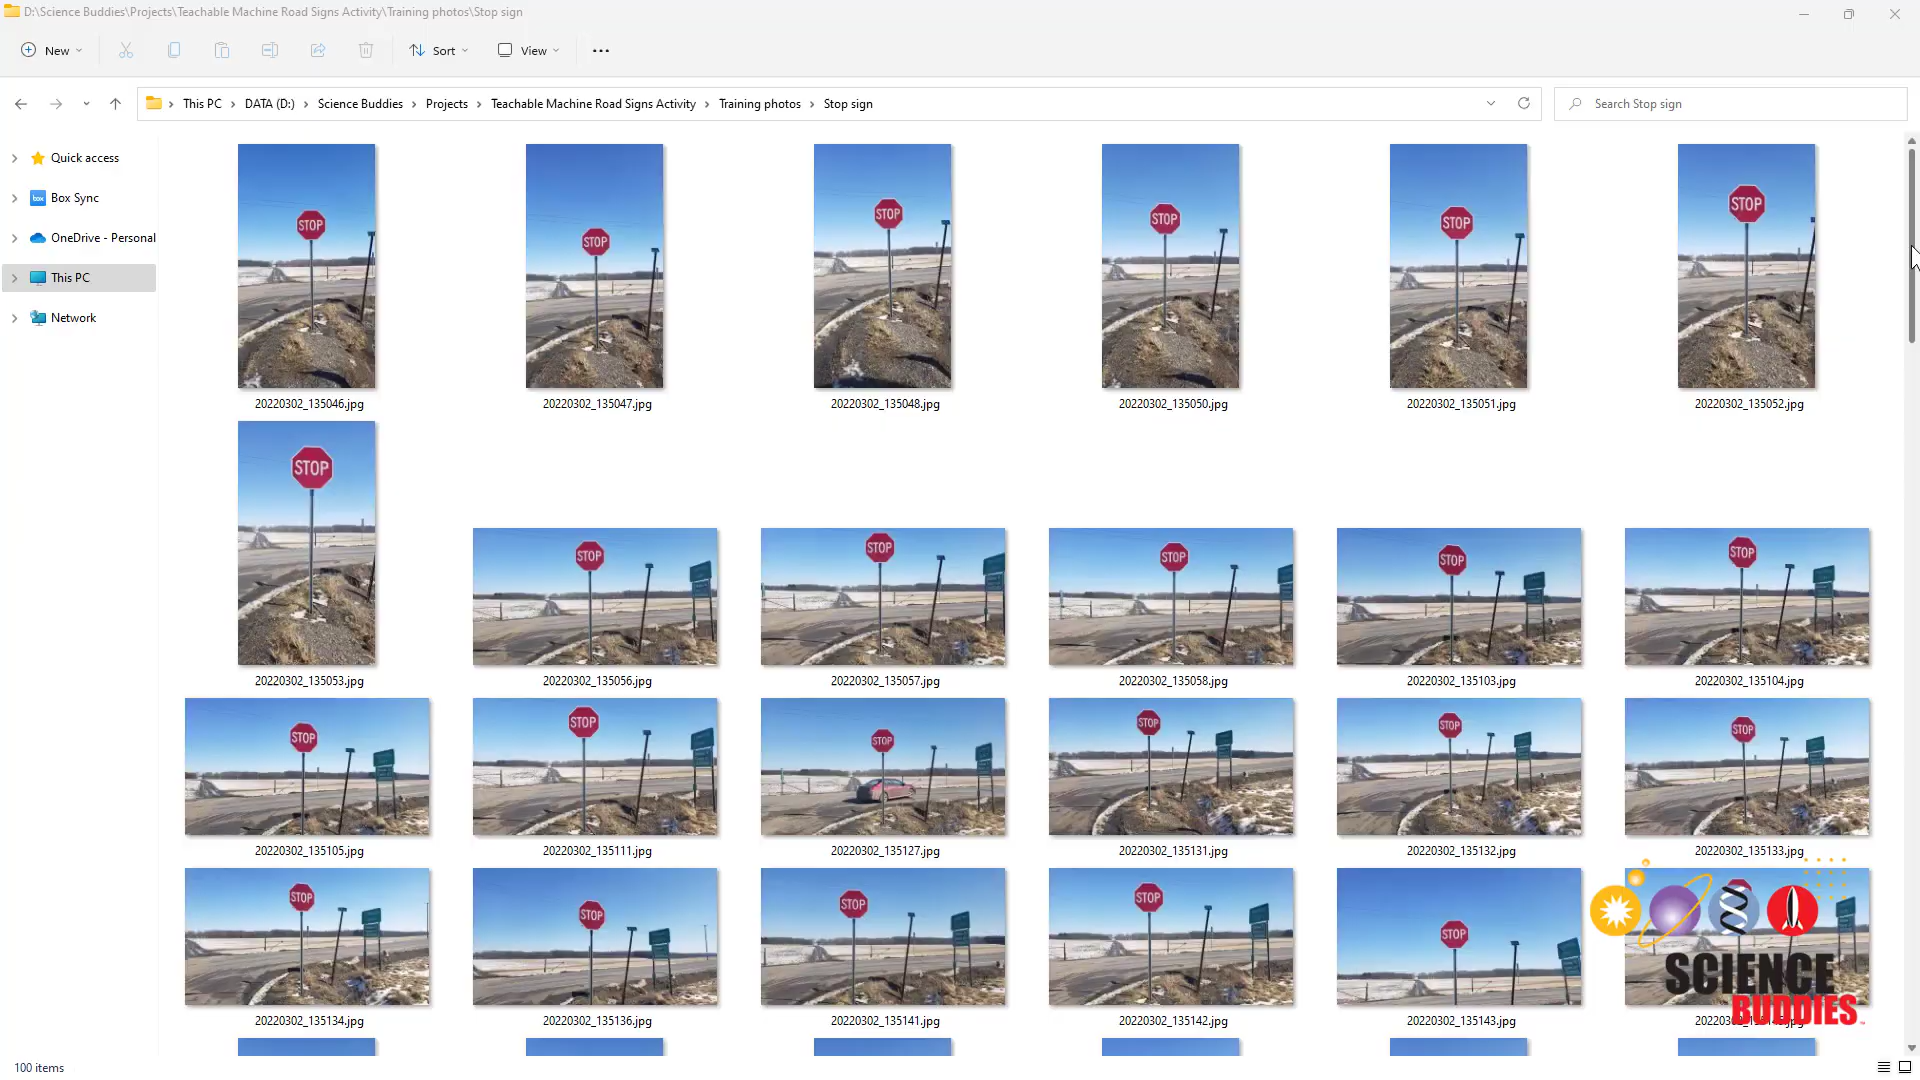 D:\Science Buddies\Projects\Teachable Machine Road Signs Activity\Training photos\Stop sign
New
Sort
View
This PC
DATA (D:)
Science Buddies
Projects
Teachable Machine Road Signs Activity
Training photos
Stop sign
Search Stop sign
Quick access
box
Box Sync
OneDrive - Personal
This PC
Network
STOP
STOP
STOP
STOP
STOP
STOP
20220302_135046.jpg
20220302_135047.jpg
20220302_135048.jpg
20220302_135050.jpg
20220302_135051.jpg
20220302_135052.jpg
STOP
STOP
STOP
STOP
STOP
STOP
20220302_135053.jpg
20220302_135056.jpg
20220302_135057.jpg
20220302_135058.jpg
20220302_135103.jpg
20220302_135104.jpg
STOP
STOP
STOP
STOP
STOP
STOP
20220302_135105.jpg
20220302_135111.jpg
20220302_135127.jpg
20220302_135131.jpg
20220302_135132.jpg
20220302_135133.jpg
STOP
STOP
STOP
STOP
STOP
SCIENCE
BUDDIES
20220302_135134.jpg
20220302_135136.jpg
20220302_135141.jpg
20220302_135142.jpg
20220302_135143.jpg
100 items